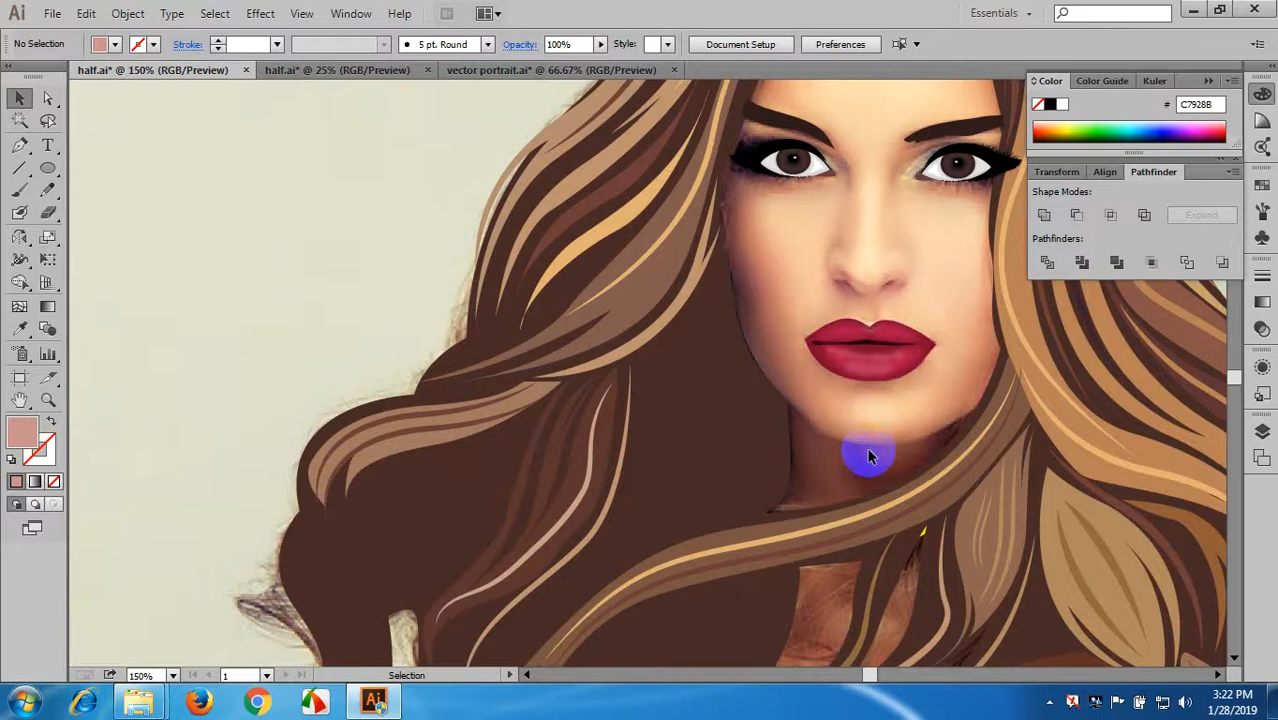 Ai File Edit Object Type Select Effect View Window Help Br Essentials
No Selection Stroke: 5 pt. Round Opacity: 100% Style: Document Setup Preferences
half.ai* @ 150% (RGB/Preview) half.ai* @ 25% (RGB/Preview) vector portrait.ai* @ 66.67% (RGB/Preview)
Color Color Guide Kuler
# C7928B
Transform Align Pathfinder
Shape Modes:
Expand
Pathfinders:
150% 1 Selection
Ai
3:22 PM
1/28/2019